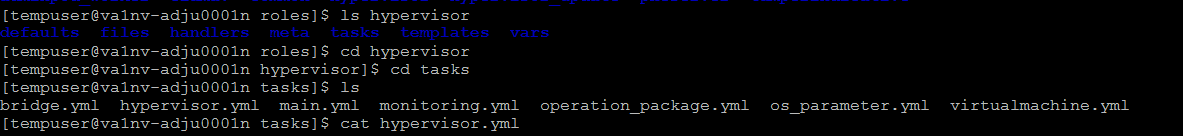 [tempuser@va1nv-adju0001n roles]$ ls hypervisor
defaults files handlers meta tasks templates vars
[tempuser@va1nv-adju0001n roles]$ cd hypervisor
[tempuser@va1nv-adju0001n hypervisor]$ cd tasks
[tempuser@va1nv-adju0001n tasks]$ ls
bridge.yml hypervisor.yml main.yml monitoring.yml operation_package.yml os_parameter.yml virtualmachine.yml
[tempuser@va1nv-adju0001n tasks]$ cat hypervisor.yml